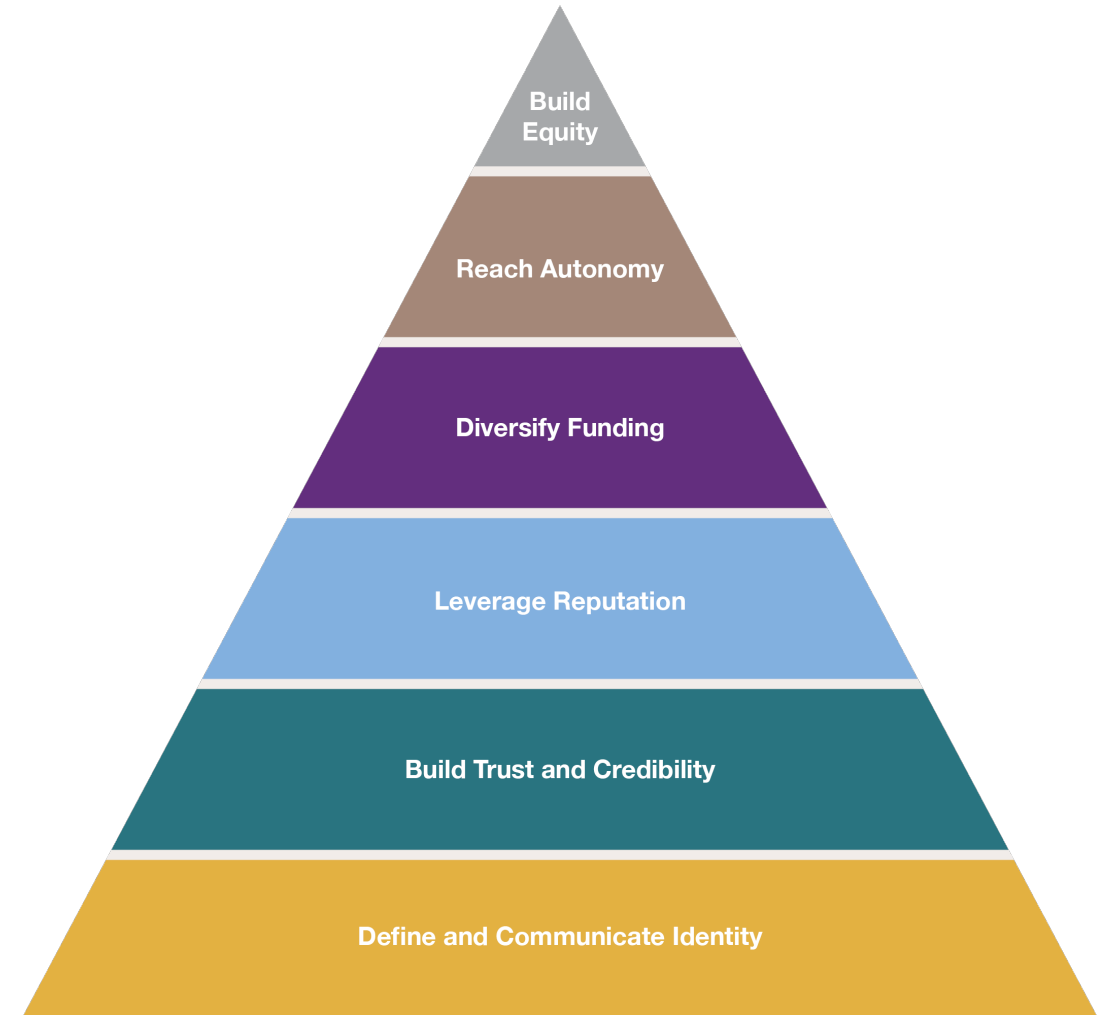 Build
Equity
Reach Autonomy
Diversify Funding
Leverage Reputation
Build Trust and Credibility
Define and Communicate Identity